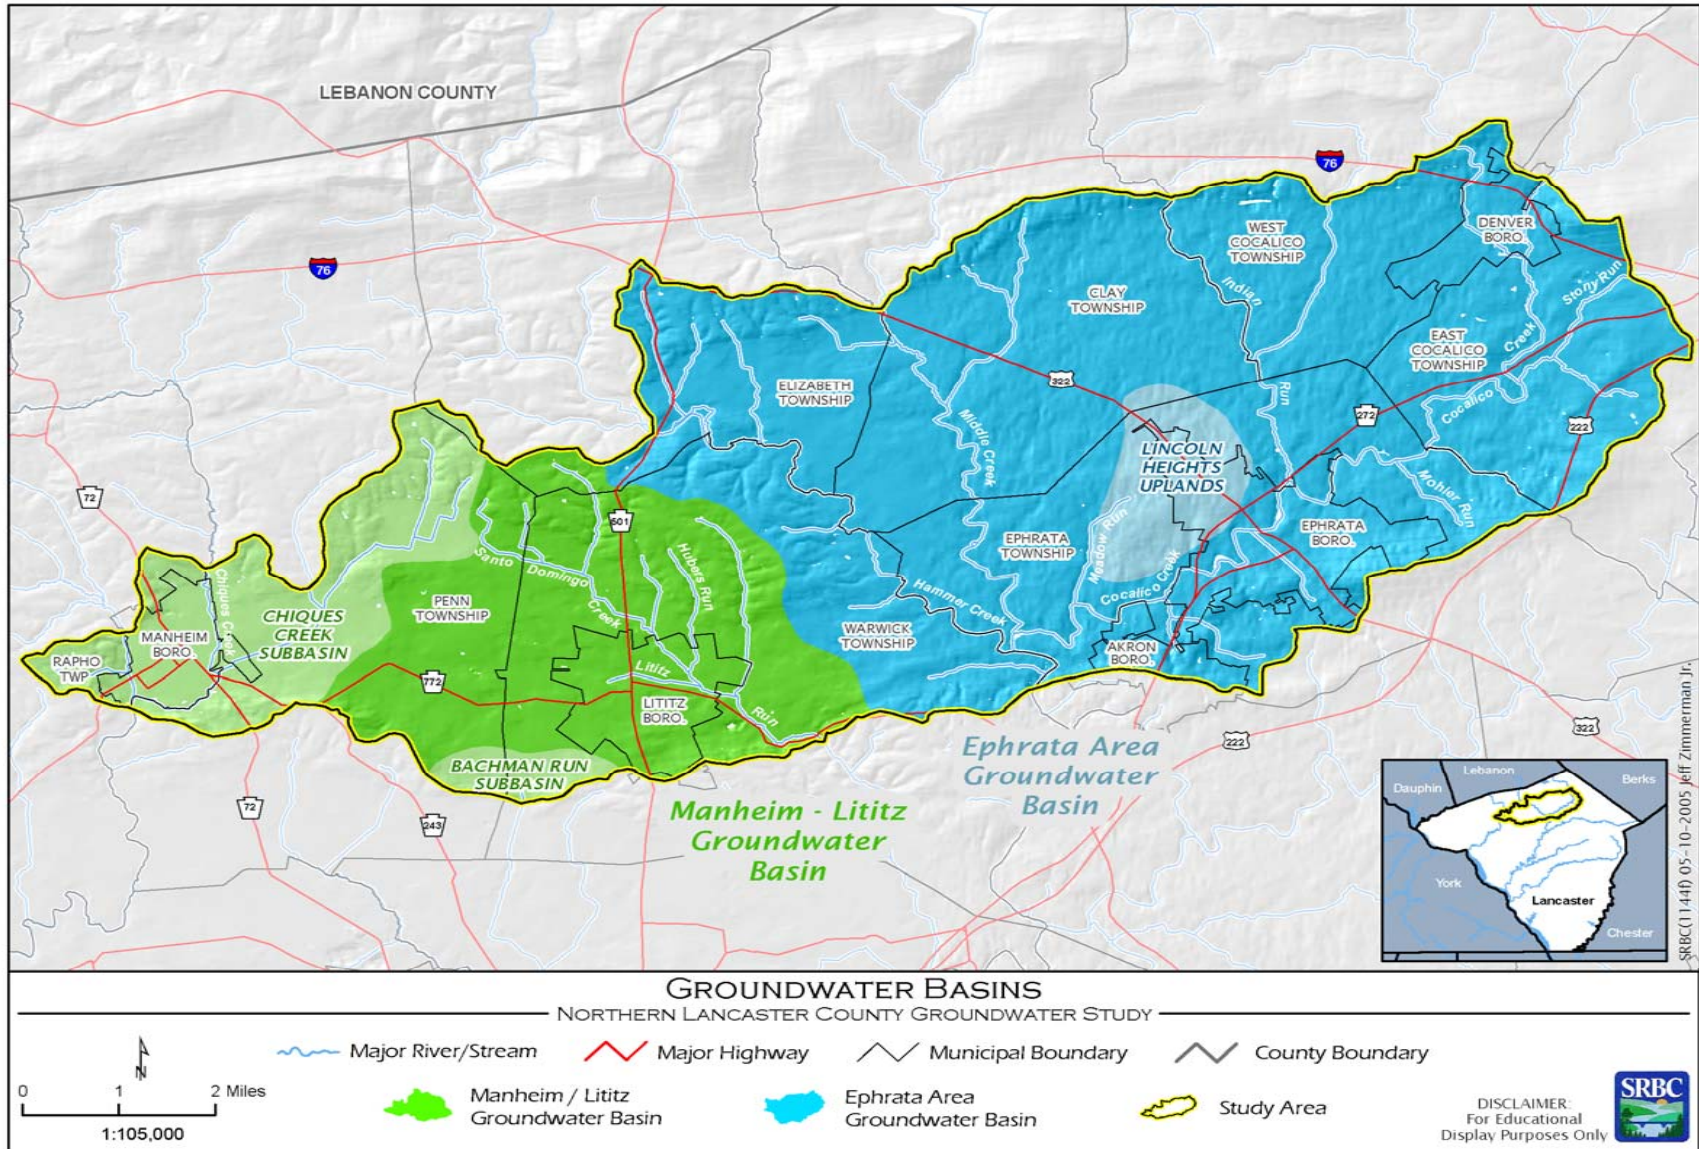 LEBANON COUNTY
76
76
WEST
COCALICO
TOWNSHIP
DENVER
BORO.
Stony Run
CLAY
TOWNSHIP
Indian
Run
EAST
COCALICO
TOWNSHIP
Creek
Cocalico
ELIZABETH
TOWNSHIP
322
272
222
Middle Creek
LINCOLN
HEIGHTS
UPLANDS
Mohler Run
72
501
EPHRATA
TOWNSHIP
Meadow Run
EPHRATA
BORO.
Santo Domingo
Creek
Hubers Run
Hammer Creek
Cocalico Creek
Chiques Creek
PENN
TOWNSHIP
CHIQUES
CREEK
SUBBASIN
MANHEIM
BORO.
RAPHO
TWP
WARWICK
TOWNSHIP
AKRON
BORO.
772
Lititz
Run
LITITZ
BORO.
BACHMAN RUN
SUBBASIN
72
243
222
322
Manheim - Lititz
Groundwater
Basin
Ephrata Area
Groundwater
Basin
Lebanon
Dauphin
Berks
York
Lancaster
Chester
SRBC(1144f) 05-10-2005 Jeff Zimmerman Jr.
GROUNDWATER BASINS
NORTHERN LANCASTER COUNTY GROUNDWATER STUDY
N
0 1 2 Miles
1:105,000
Major River/Stream
Major Highway
Municipal Boundary
County Boundary
Manheim / Lititz
Groundwater Basin
Ephrata Area
Groundwater Basin
Study Area
DISCLAIMER:
For Educational
Display Purposes Only
SRBC